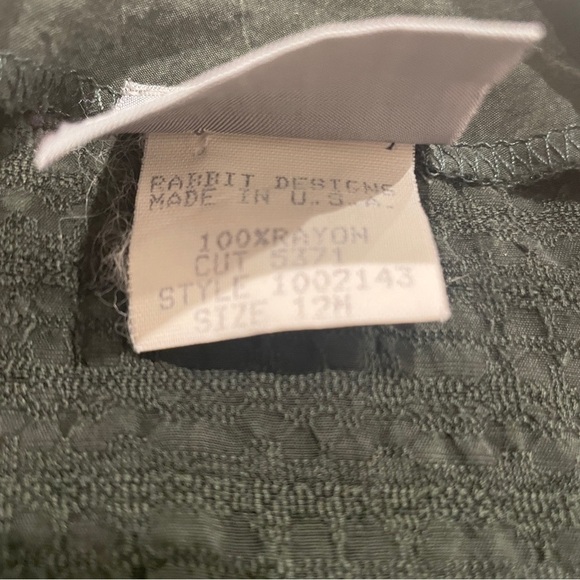 RABBIT DESIGNS
MADE IN U.S.A.
100%RAYON
CUT 5371
STYLE 1002143
SIZE 12M